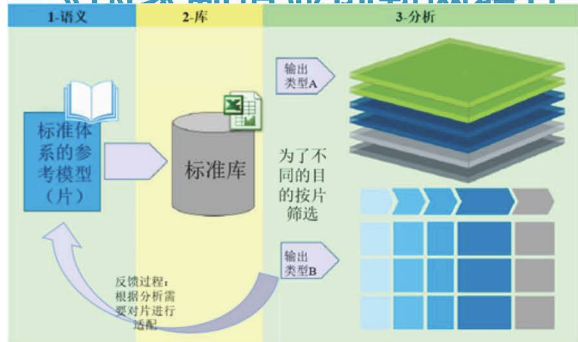 1-语义
2-库
3-分析
标准体
系的参
考模型
（片）
标准库
输出
类型A
为了不
同的目
的按片
筛选
输出
类型B
反馈过程：
根据分析需
要对片进行
适配